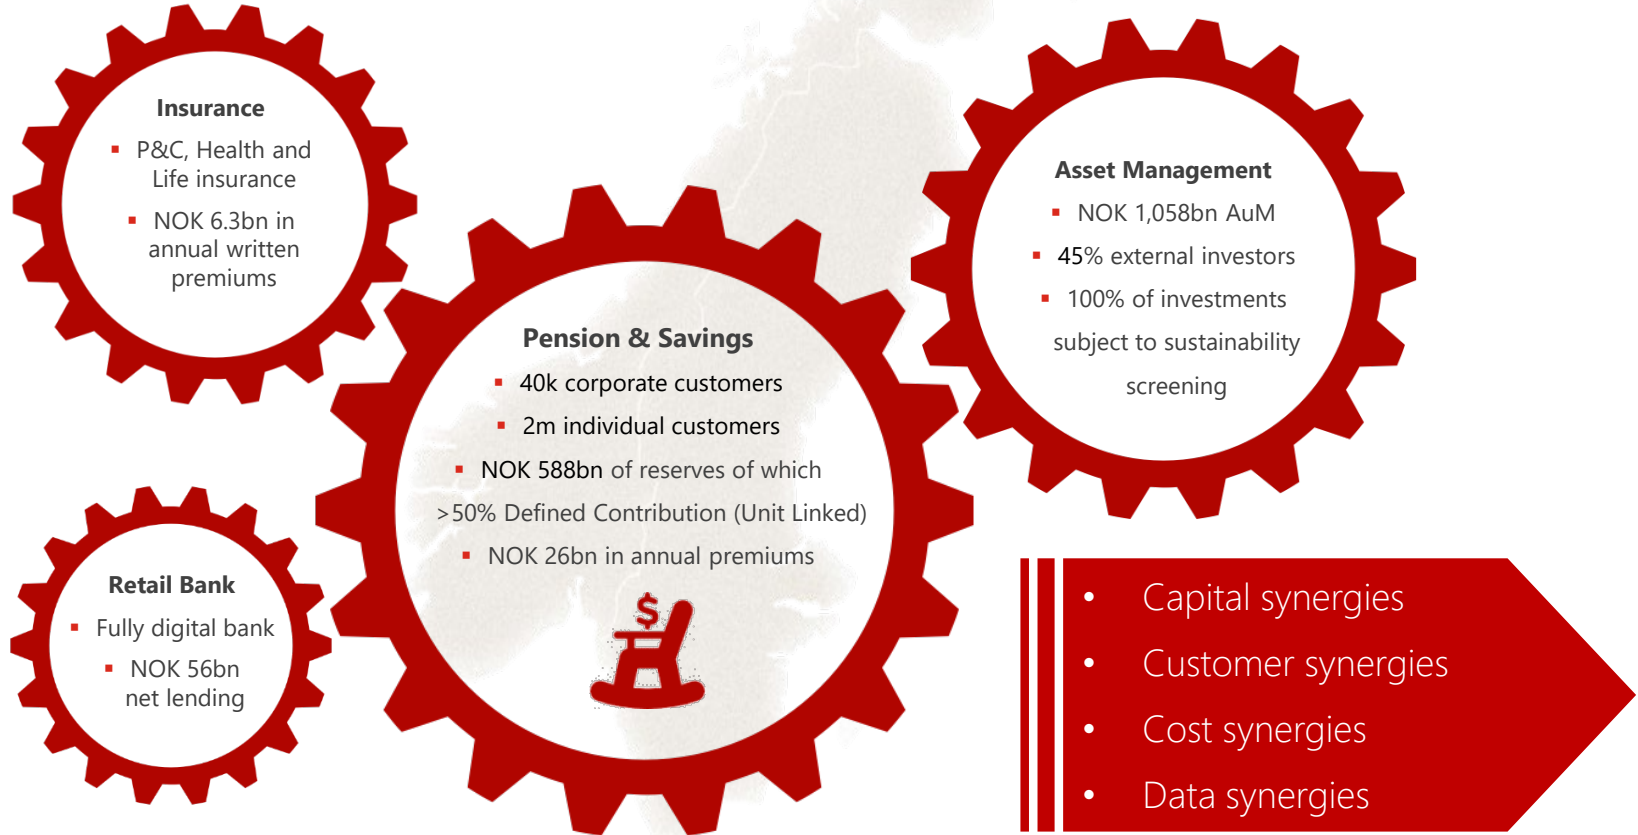 Insurance
▪ P&C, Health and
Life insurance
▪ NOK 6.3bn in
annual written
premiums
Asset Management
▪ NOK 1,058bn AuM
▪ 45% external investors
▪ 100% of investments
subject to sustainability
screening
Pension & Savings
▪ 40k corporate customers
▪ 2m individual customers
▪ NOK 588bn of reserves of which
>50% Defined Contribution (Unit Linked)
▪ NOK 26bn in annual premiums
$
Retail Bank
▪ Fully digital bank
▪ NOK 56bn
net lending
• Capital synergies
• Customer synergies
• Cost synergies
• Data synergies